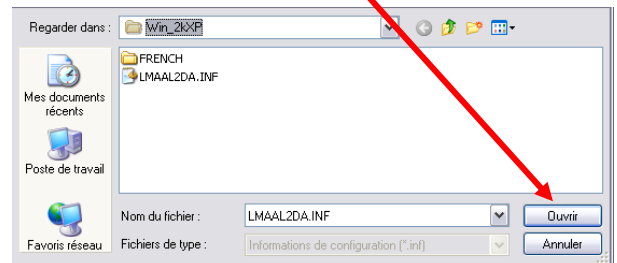 Regarder dans :
Win_2kXP
FRENCH
LMAAL2DA.INF
Mes documents
récents
Poste de travail
Favoris réseau
Nom du fichier :
LMAAL2DA.INF
Ouvrir
Fichiers de type :
Informations de configuration (*.inf)
Annuler